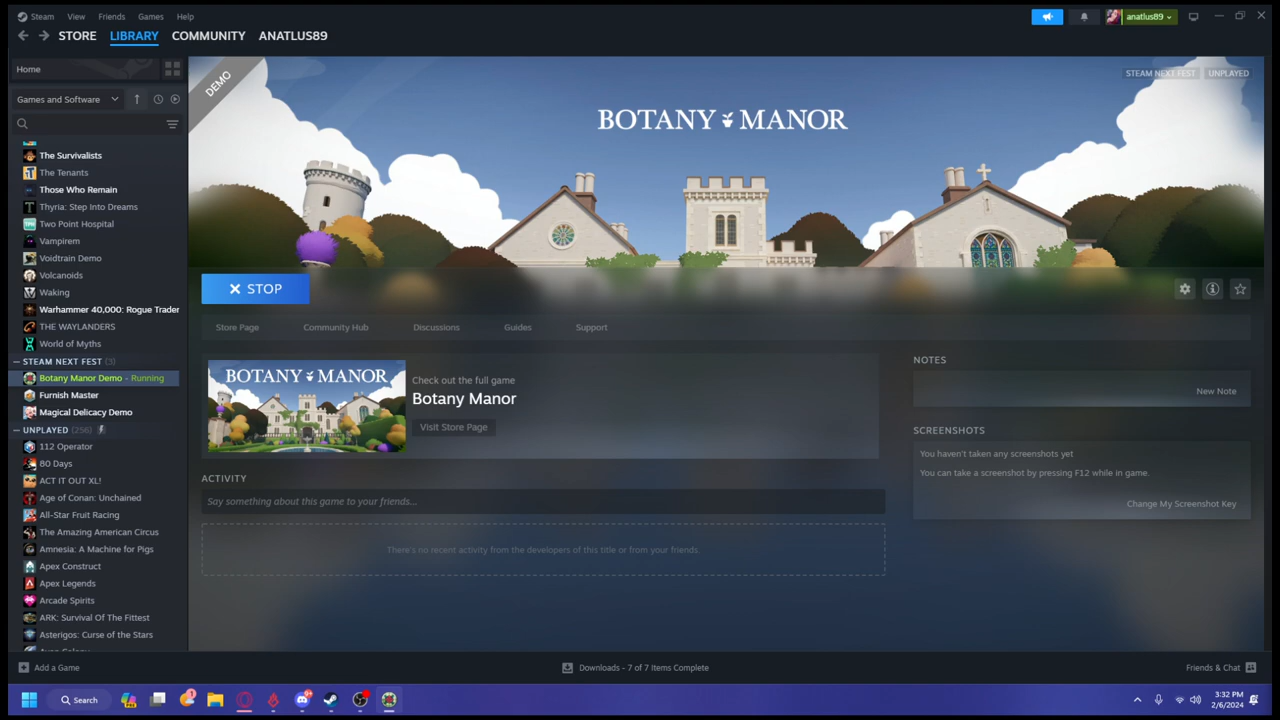 Steam View Friends Games Help
anatlus89
STORE LIBRARY COMMUNITY ANATLUS89
Home
Games and Software
The Survivalists
The Tenants
Those Who Remain
Thyria: Step Into Dreams
Two Point Hospital
Vampirem
Voidtrain Demo
Volcanoids
Waking
Warhammer 40,000: Rogue Trader
THE WAYLANDERS
World of Myths
STEAM NEXT FEST (3)
Botany Manor Demo - Running
Furnish Master
Magical Delicacy Demo
UNPLAYED (256)
112 Operator
80 Days
ACT IT OUT XL!
Age of Conan: Unchained
All-Star Fruit Racing
The Amazing American Circus
Amnesia: A Machine for Pigs
Apex Construct
Apex Legends
Arcade Spirits
ARK: Survival Of The Fittest
Asterigos: Curse of the Stars
DEMO
STEAM NEXT FEST UNPLAYED
BOTANY MANOR
STOP
Store Page Community Hub Discussions Guides Support
BOTANY MANOR
Check out the full game
Botany Manor
Visit Store Page
ACTIVITY
Say something about this game to your friends...
There's no recent activity from the developers of this title or from your friends.
NOTES
New Note
SCREENSHOTS
You haven't taken any screenshots yet
You can take a screenshot by pressing F12 while in game.
Change My Screenshot Key
Add a Game
Downloads - 7 of 7 Items Complete
Friends & Chat
Search
3:32 PM
2/6/2024